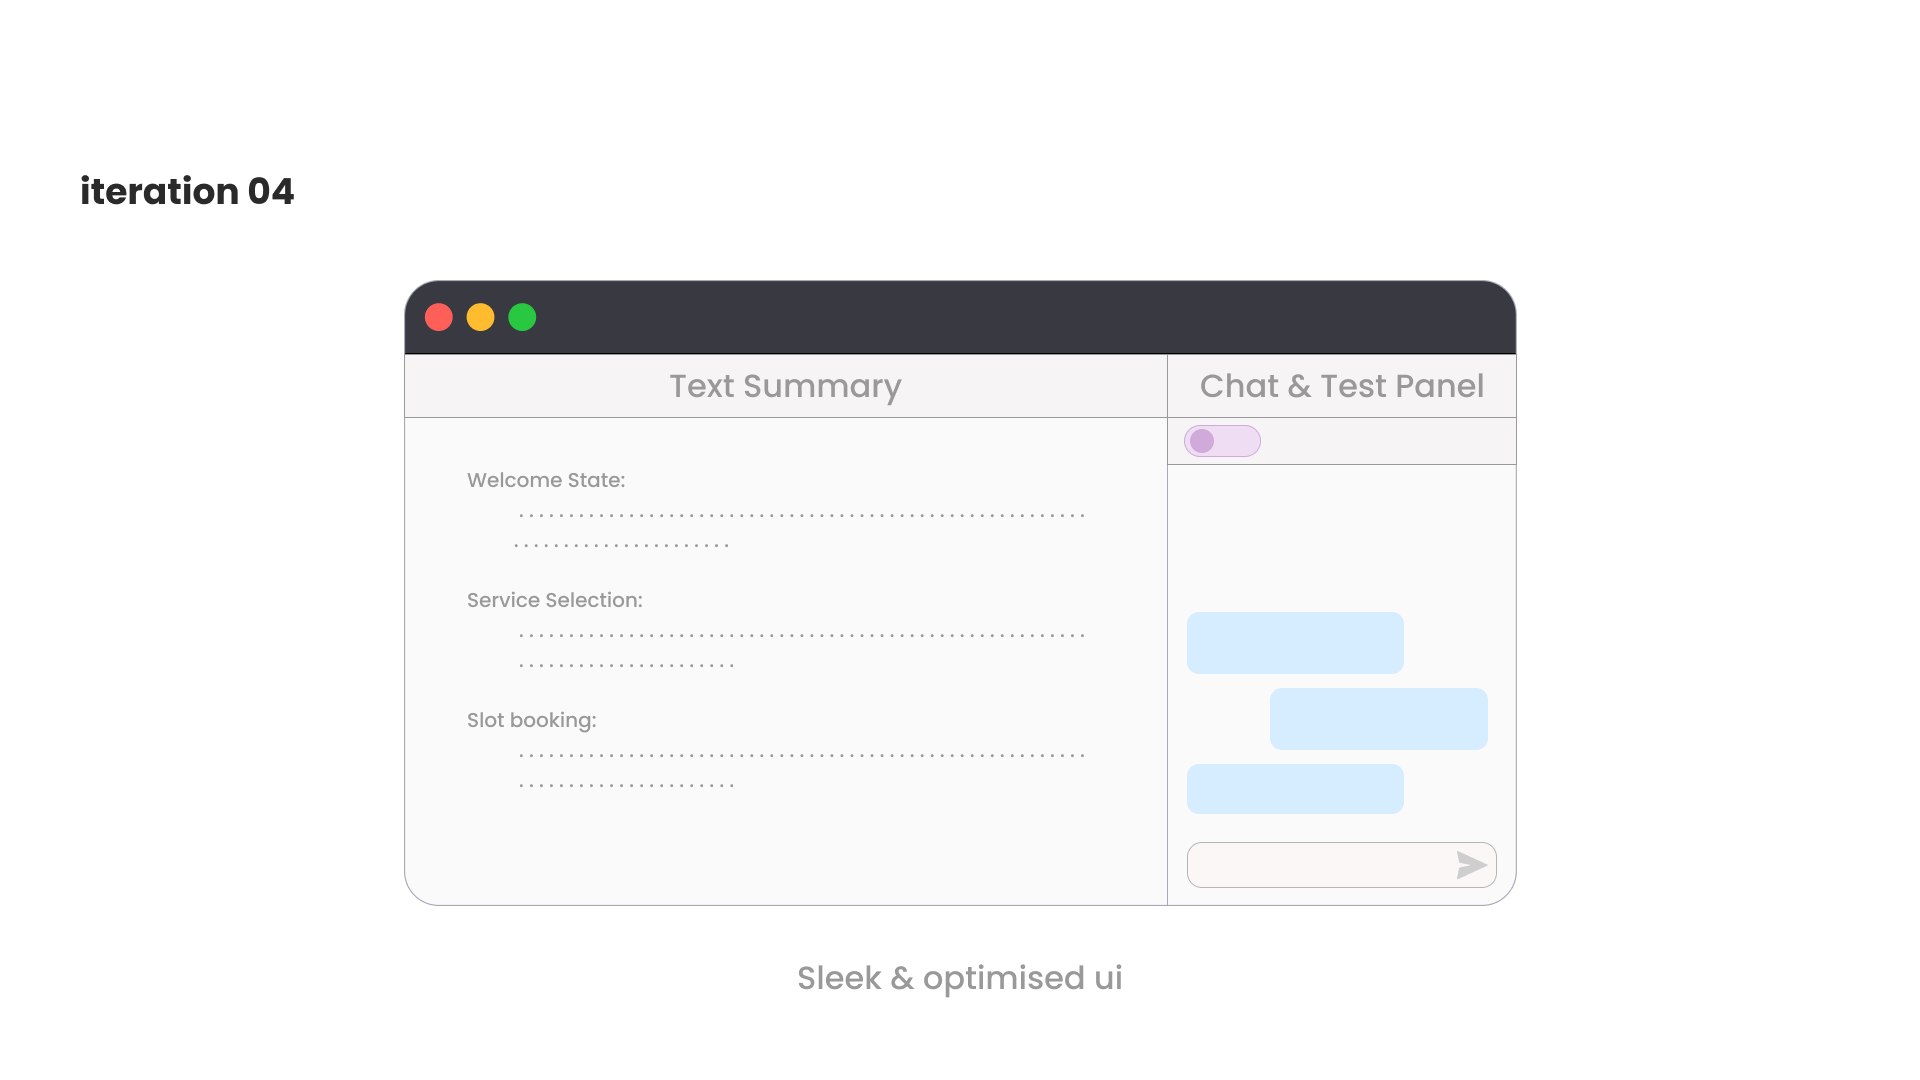 iteration 04
Text Summary
Chat & Test Panel
Welcome State:
Service Selection:
Slot booking:
Sleek & optimised ui